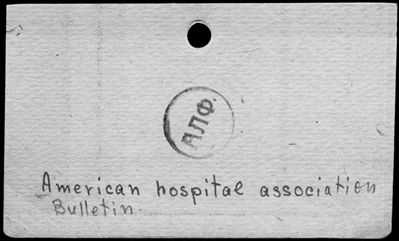 АЛФ.
American hospital association
Bulletin.